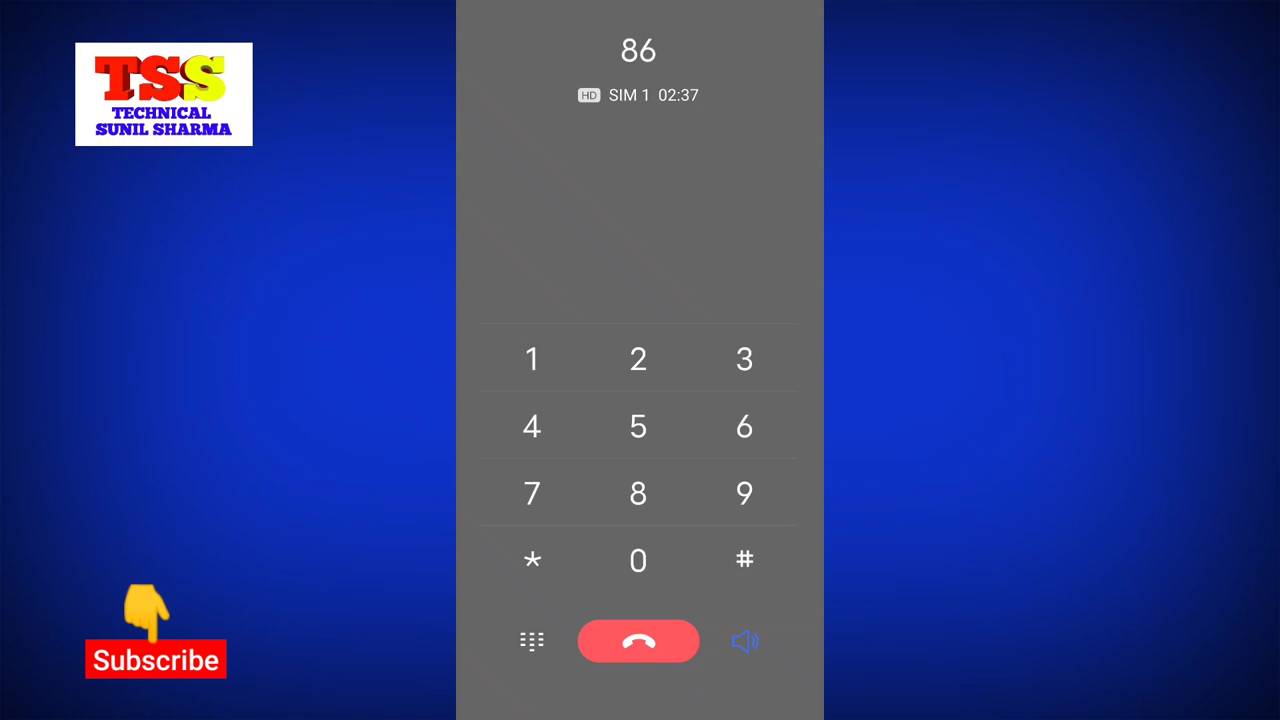 TSS
TECHNICAL
SUNIL SHARMA
86
HD SIM 1 02:37
1 2 3
4 5 6
7 8 9
* 0 #
Subscribe